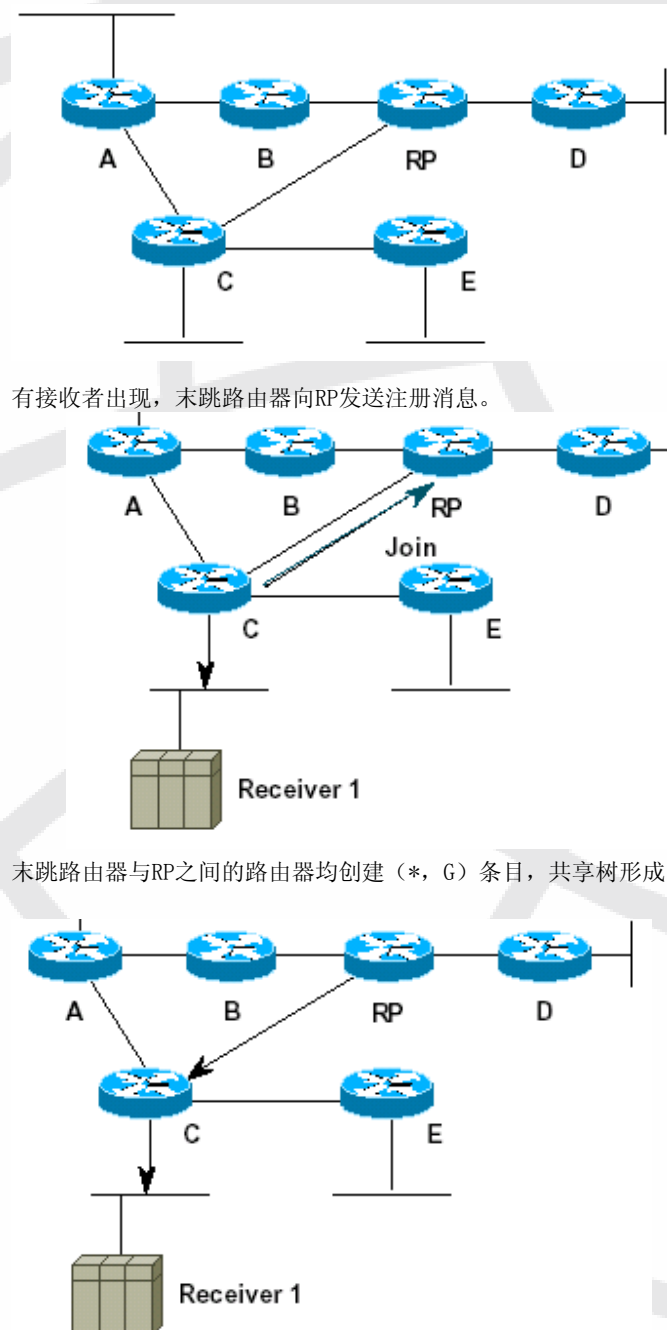 A B RP D
C E
有接收者出现，末跳路由器向RP发送注册消息。
A B RP D
Join
C E
Receiver 1
末跳路由器与RP之间的路由器均创建（*，G）条目，共享树形成
A B RP D
C E
Receiver 1